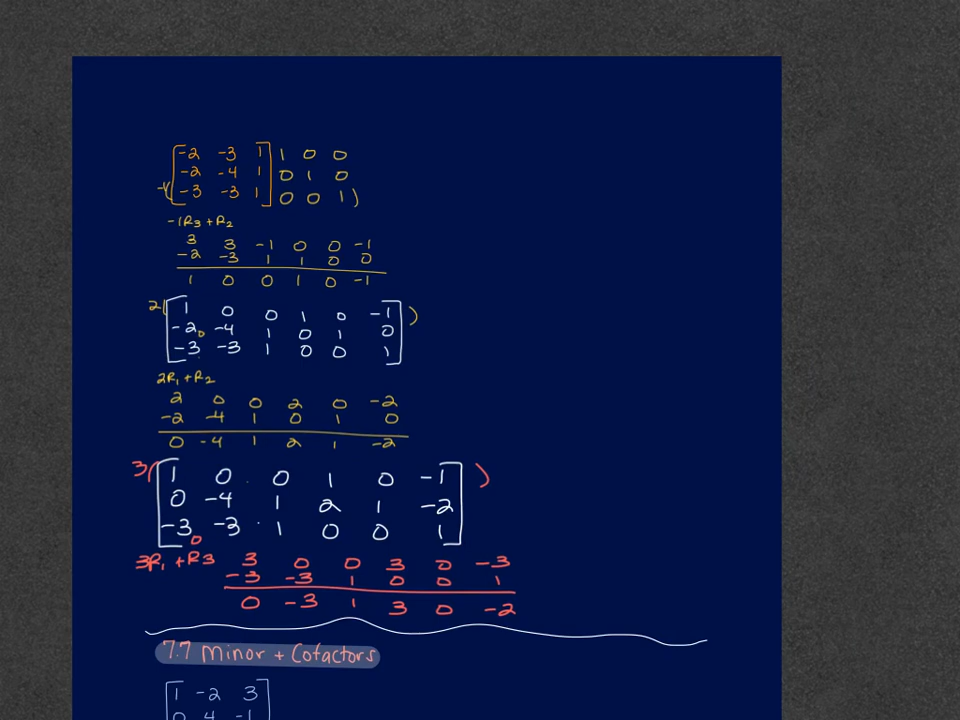 -2 -3 1 1 0 0
-2 -4 1 0 1 0
-1( -3 -3 1 0 0 1 )
-1R3 + R2
3 3 -1 0 0 -1
-2 -3 1 1 0 0
1 0 0 1 0 -1
2( 1 0 0 1 0 -1 )
-2 0 -4 1 0 1 0
-3 -3 1 0 0 1
2R1 + R2
2 0 0 2 0 -2
-2 -4 1 0 1 0
0 -4 1 2 1 -2
3( 1 0 0 1 0 -1 )
0 -4 1 2 1 -2
-3 0 -3 1 0 0 1
3R1 + R3 3 0 0 3 0 -3
-3 -3 1 0 0 1
0 -3 1 3 0 -2
7.7 Minor + Cofactors
1 -2 3
0 4 -1